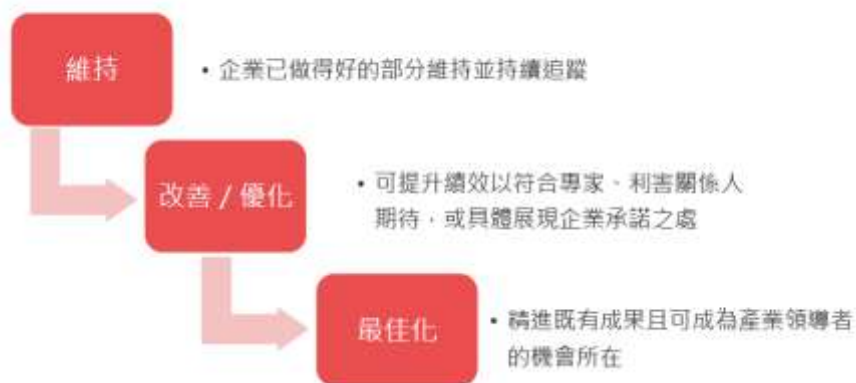 維持
• 企業已做得好的部分維持並持續追蹤
改善 / 優化
• 可提升績效以符合專家、利害關係人
期待，或具體展現企業承諾之處
最佳化
• 精進既有成果且可成為產業領導者
的機會所在